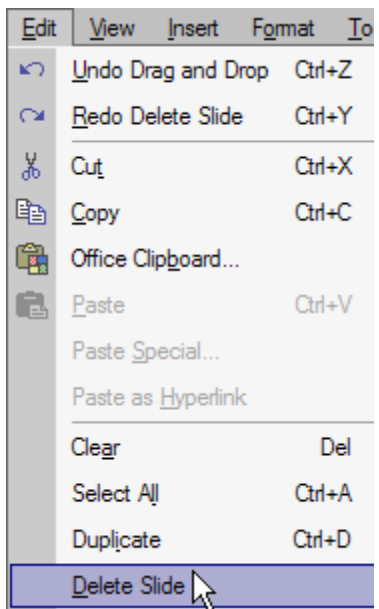 Edit View Insert Format To
Undo Drag and Drop Ctrl+Z
Redo Delete Slide Ctrl+Y
Cut Ctrl+X
Copy Ctrl+C
Office Clipboard...
Paste Ctrl+V
Paste Special...
Paste as Hyperlink
Clear Del
Select All Ctrl+A
Duplicate Ctrl+D
Delete Slide